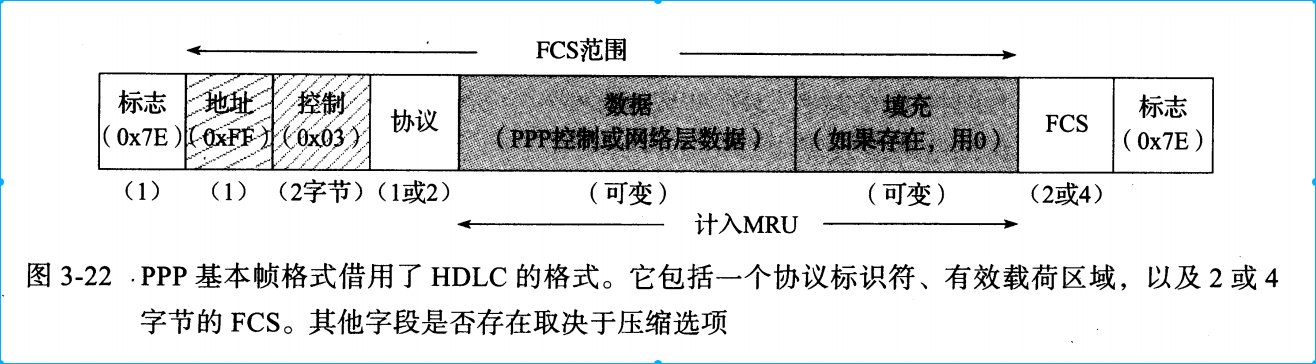 FCS范围
标志 地址 控制 协议 数据 填充 FCS 标志
(0x7E) (0xFF) (0x03) (PPP控制或网络层数据) (如果存在，用0) (0x7E)
(1) (1) (2字节) (1或2) (可变) (可变) (2或4)
计入MRU
图 3-22 PPP 基本帧格式借用了 HDLC 的格式。它包括一个协议标识符、有效载荷区域，以及 2 或 4
字节的 FCS。其他字段是否存在取决于压缩选项